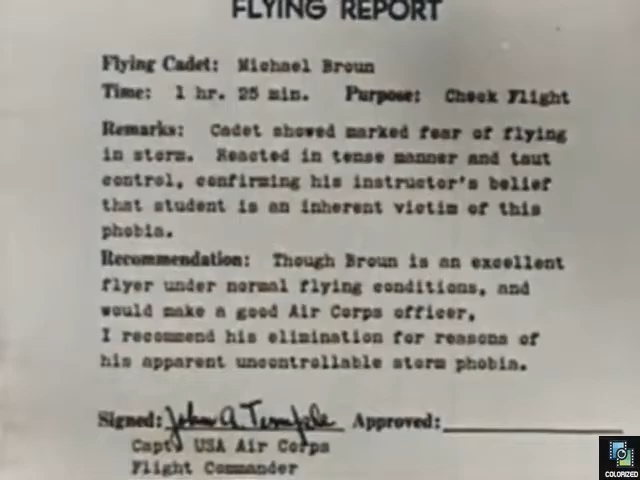 FLYING REPORT
Flying Cadet: Michael Broun
Time: 1 hr. 25 min. Purpose: Check Flight
Remarks: Cadet showed marked fear of flying
in storm. Reacted in tense manner and taut
control, confirming his instructor's belief
that student is an inherent victim of this
phobia.
Recommendation: Though Broun is an excellent
flyer under normal flying conditions, and
would make a good Air Corps officer,
I recommend his elimination for reasons of
his apparent uncontrollable storm phobia.
Signed: John A Temple Approved:
Capt. USA Air Corps
Flight Commander
COLORIZED